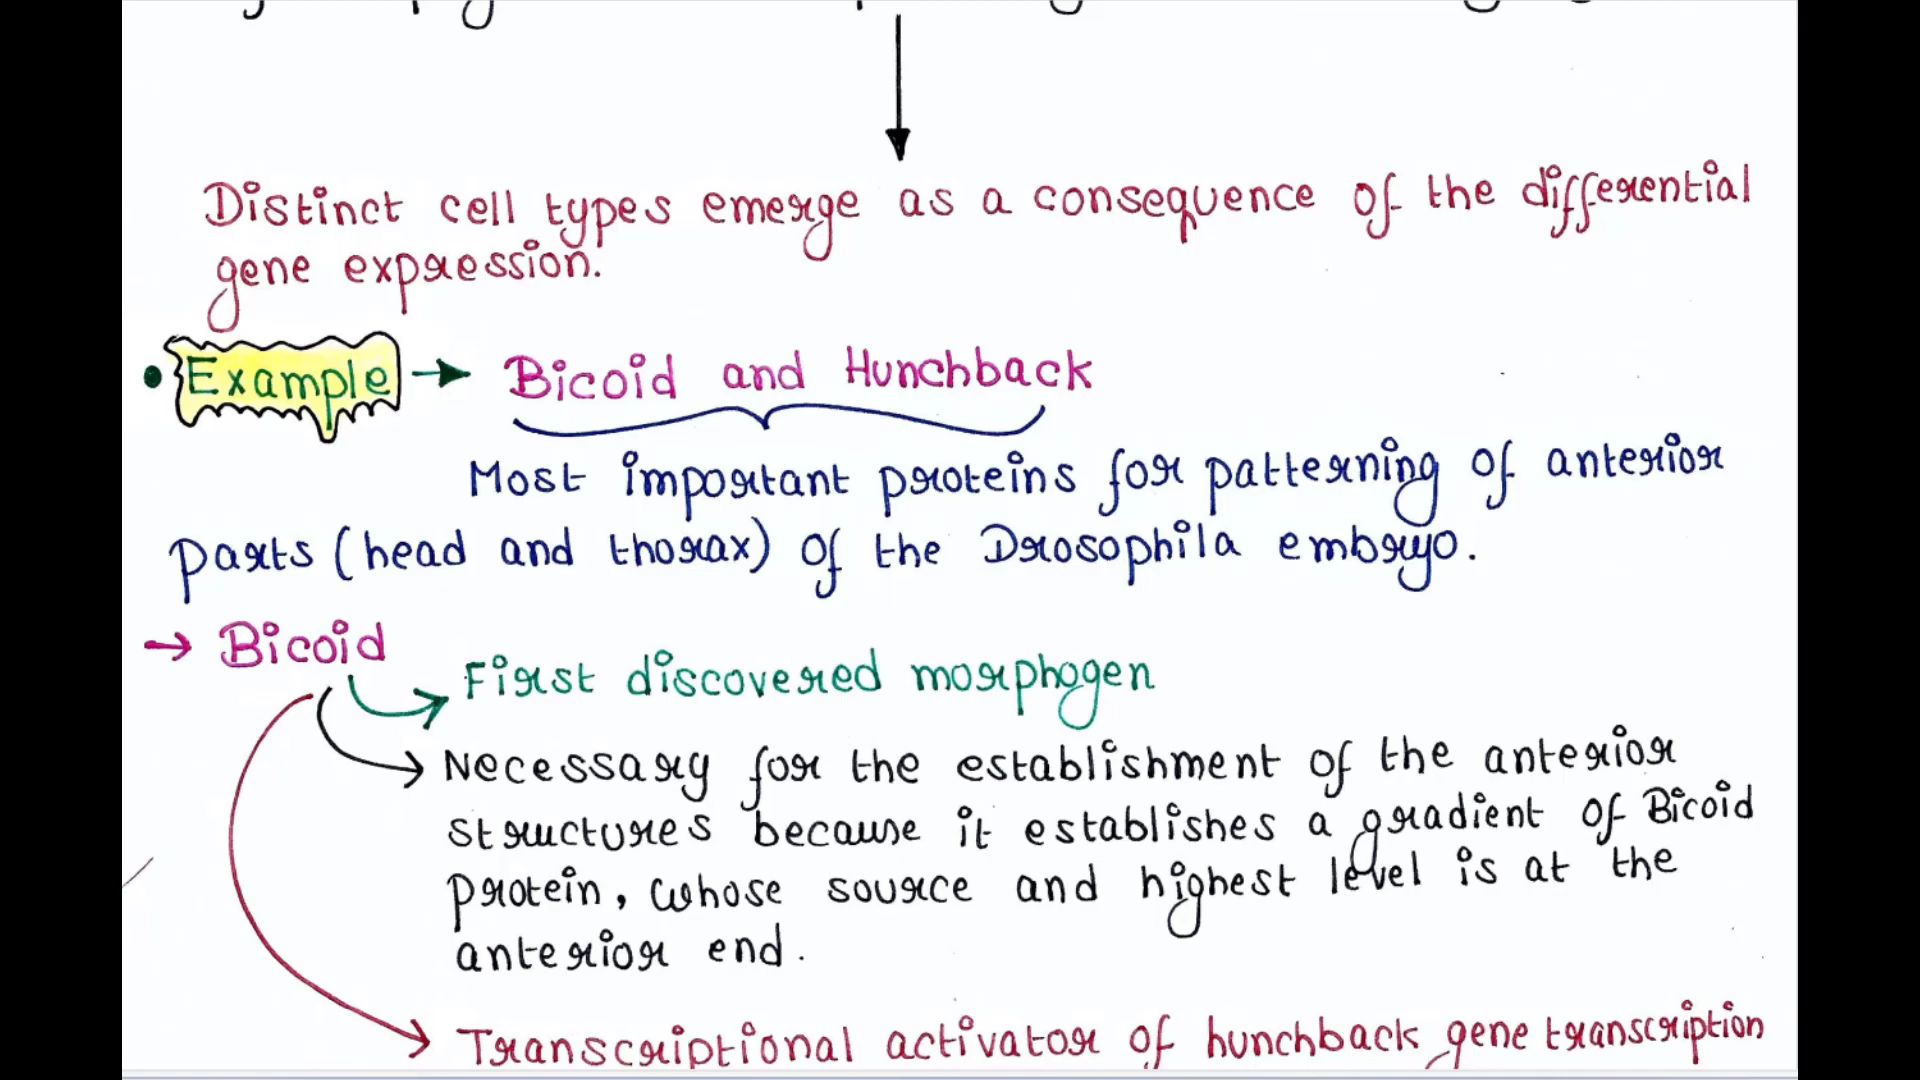 Distinct cell types emerge as a consequence of the differential
gene expression.
• Example → Bicoid and Hunchback
Most important proteins for patterning of anterior
parts (head and thorax) of the Drosophila embryo.
→ Bicoid
First discovered morphogen
Necessary for the establishment of the anterior
structures because it establishes a gradient of Bicoid
protein, whose source and highest level is at the
anterior end.
Transcriptional activator of hunchback gene transcription